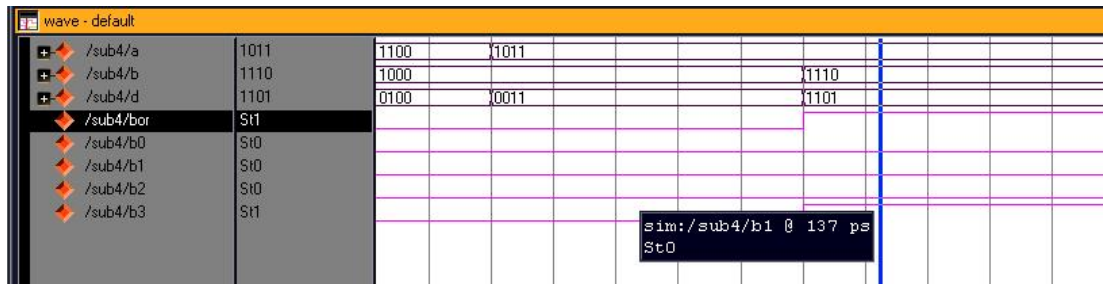 wave - default
/sub4/a 1011 1100 1011
/sub4/b 1110 1000 1110
/sub4/d 1101 0100 0011 1101
/sub4/bor St1
/sub4/b0 St0
/sub4/b1 St0
/sub4/b2 St0
/sub4/b3 St1
sim:/sub4/b1 @ 137 ps
St0